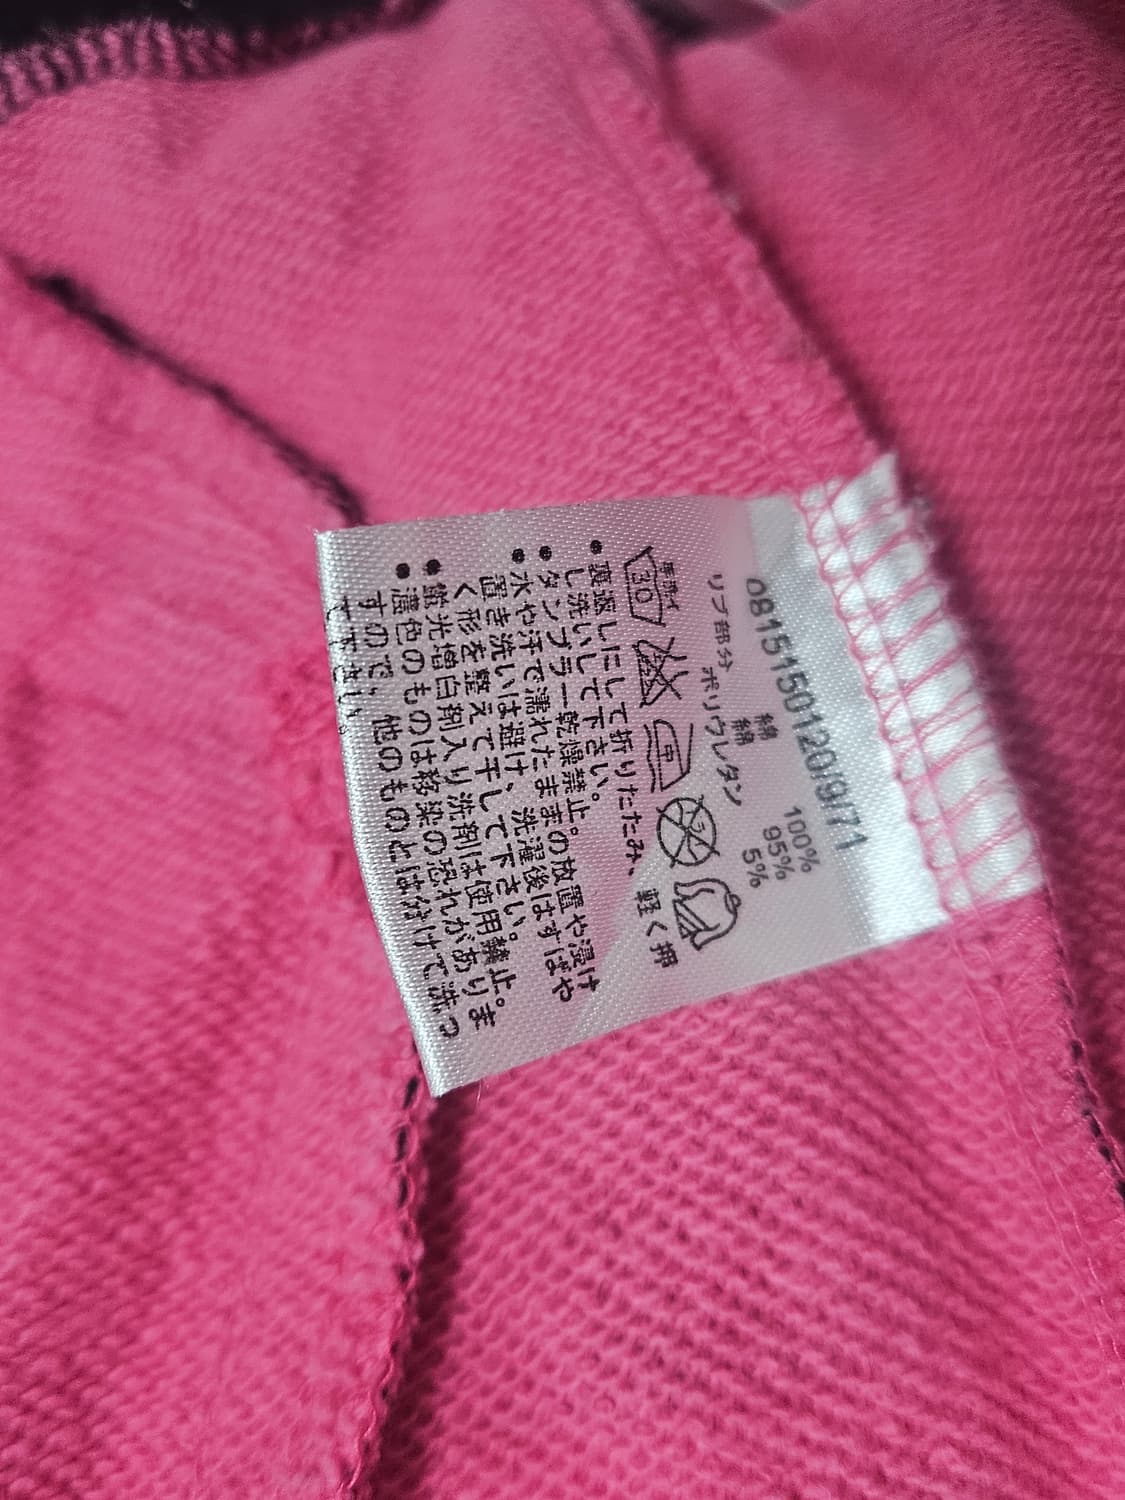 0815150120/9/71
綿 100%
リブ部分 綿 95%
ポリウレタン 5%
手洗イ
30
中
● 裏返しにして折りたたみ、軽く押
し洗いして下さい。
● タンブラー乾燥禁止。
● 水や汗で濡れたままの放置や浸け
置き洗いは避け、洗濯後はすばや
く形を整えて干して下さい。
● 蛍光増白剤入り洗剤は使用禁止。
● 濃色のものは移染の恐れがありま
すので、他のものとは分けて洗っ
て下さい。